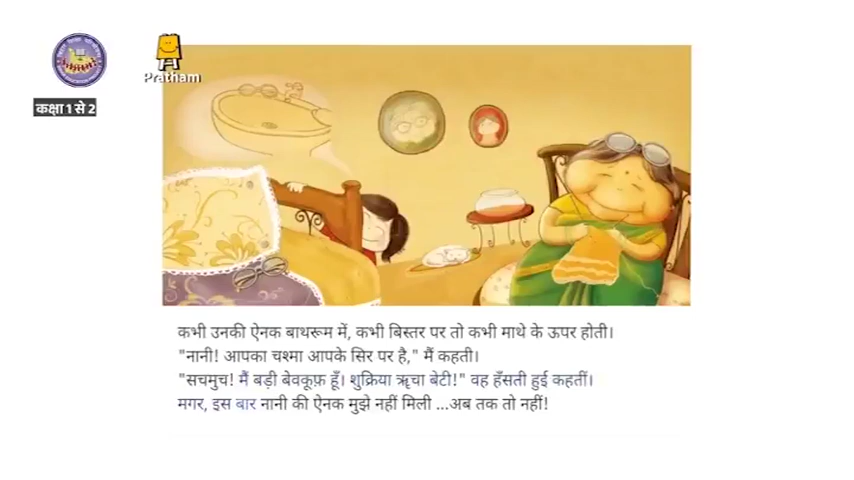 Pratham
कक्षा 1 से 2
कभी उनकी ऐनक बाथरूम में, कभी बिस्तर पर तो कभी माथे के ऊपर होती।
"नानी! आपका चश्मा आपके सिर पर है," मैं कहती।
"सचमुच! मैं बड़ी बेवकूफ़ हूँ। शुक्रिया ऋचा बेटी!" वह हँसती हुई कहतीं।
मगर, इस बार नानी की ऐनक मुझे नहीं मिली ...अब तक तो नहीं!